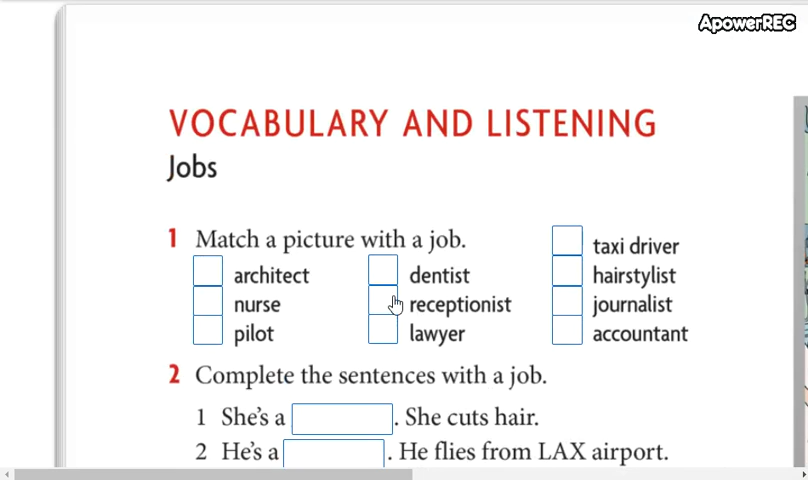 ApowerREC
VOCABULARY AND LISTENING
Jobs
1 Match a picture with a job.
architect
nurse
pilot
dentist
receptionist
lawyer
taxi driver
hairstylist
journalist
accountant
2 Complete the sentences with a job.
1 She's a . She cuts hair.
2 He's a . He flies from LAX airport.